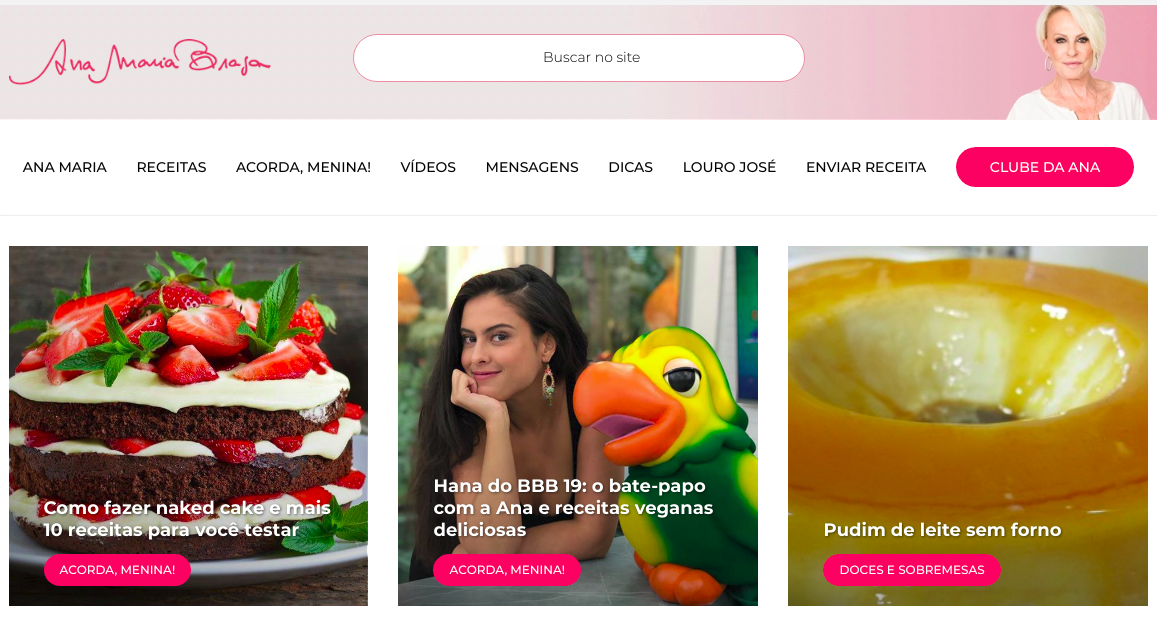 Ana Maria Braga
Buscar no site
ANA MARIA
RECEITAS
ACORDA, MENINA!
VÍDEOS
MENSAGENS
DICAS
LOURO JOSÉ
ENVIAR RECEITA
CLUBE DA ANA
Como fazer naked cake e mais
10 receitas para você testar
ACORDA, MENINA!
Hana do BBB 19: o bate-papo
com a Ana e receitas veganas
deliciosas
ACORDA, MENINA!
Pudim de leite sem forno
DOCES E SOBREMESAS